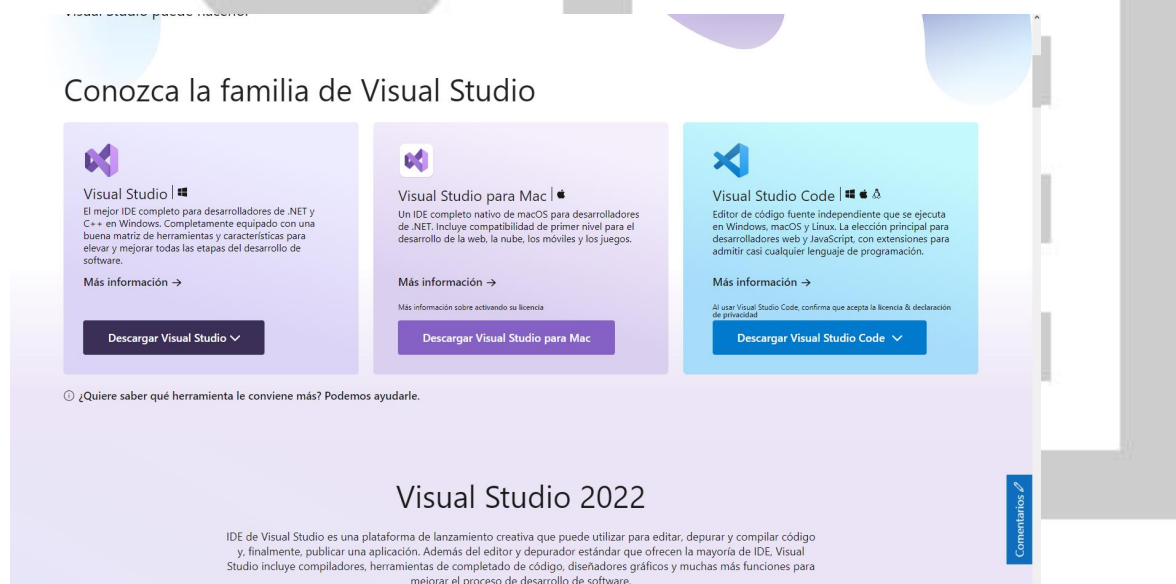 Visual Studio puede hacerlo.
Conozca la familia de Visual Studio
Visual Studio
El mejor IDE completo para desarrolladores de .NET y
C++ en Windows. Completamente equipado con una
buena matriz de herramientas y características para
elevar y mejorar todas las etapas del desarrollo de
software.
Más información →
Descargar Visual Studio
Visual Studio para Mac
Un IDE completo nativo de macOS para desarrolladores
de .NET. Incluye compatibilidad de primer nivel para el
desarrollo de la web, la nube, los móviles y los juegos.
Más información →
Más información sobre activando su licencia
Descargar Visual Studio para Mac
Visual Studio Code
Editor de código fuente independiente que se ejecuta
en Windows, macOS y Linux. La elección principal para
desarrolladores web y JavaScript, con extensiones para
admitir casi cualquier lenguaje de programación.
Más información →
Al usar Visual Studio Code, confirma que acepta la licencia & declaración
de privacidad
Descargar Visual Studio Code
¿Quiere saber qué herramienta le conviene más? Podemos ayudarle.
Visual Studio 2022
IDE de Visual Studio es una plataforma de lanzamiento creativa que puede utilizar para editar, depurar y compilar código
y, finalmente, publicar una aplicación. Además del editor y depurador estándar que ofrecen la mayoría de IDE, Visual
Studio incluye compiladores, herramientas de completado de código, diseñadores gráficos y muchas más funciones para
mejorar el proceso de desarrollo de software.
Comentarios